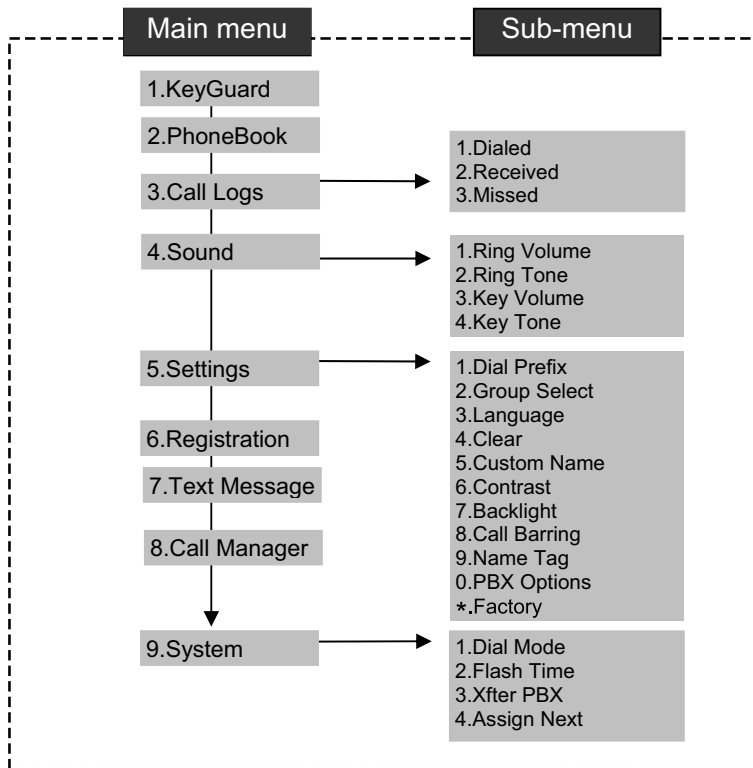 Main menu
Sub-menu
1.KeyGuard
2.PhoneBook
3.Call Logs
1.Dialed
2.Received
3.Missed
4.Sound
1.Ring Volume
2.Ring Tone
3.Key Volume
4.Key Tone
5.Settings
1.Dial Prefix
2.Group Select
3.Language
4.Clear
5.Custom Name
6.Contrast
7.Backlight
8.Call Barring
9.Name Tag
0.PBX Options
*.Factory
6.Registration
7.Text Message
8.Call Manager
9.System
1.Dial Mode
2.Flash Time
3.Xfter PBX
4.Assign Next